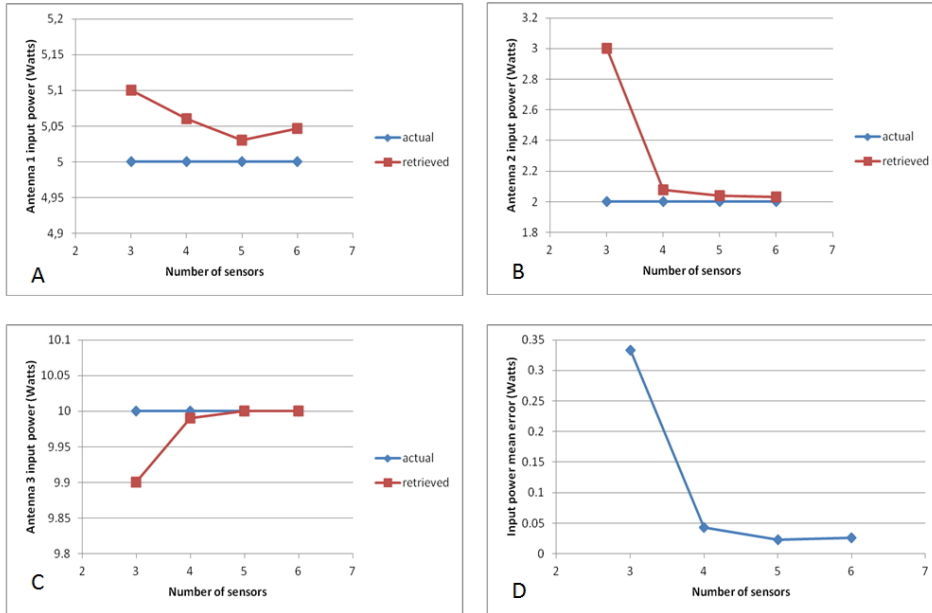 5,2
5,15
5,1
5,05
5
4,95
4,9
2 3 4 5 6 7
Antenna 1 input power (Watts)
Number of sensors
actual
retrieved
A
3.2
3
2.8
2.6
2.4
2.2
2
1.8
2 3 4 5 6 7
Antenna 2 input power (Watts)
Number of sensors
actual
retrieved
B
10.1
10.05
10
9.95
9.9
9.85
9.8
2 3 4 5 6 7
Antenna 3 input power (Watts)
Number of sensors
actual
retrieved
C
0.35
0.3
0.25
0.2
0.15
0.1
0.05
0
2 3 4 5 6 7
Input power mean error (Watts)
Number of sensors
D